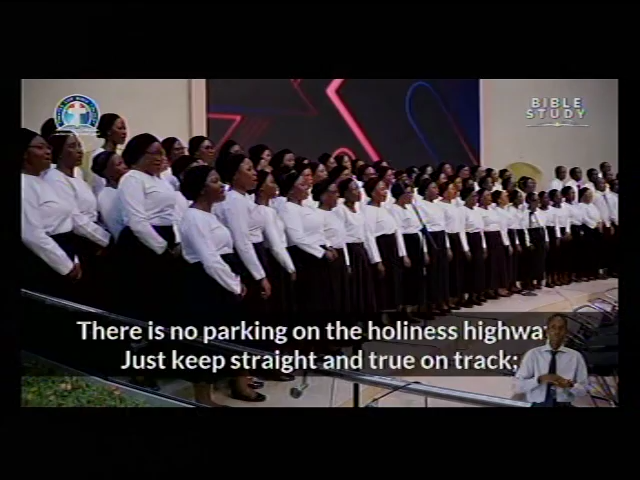 BIBLE
STUDY
There is no parking on the holiness highwa
Just keep straight and true on track;